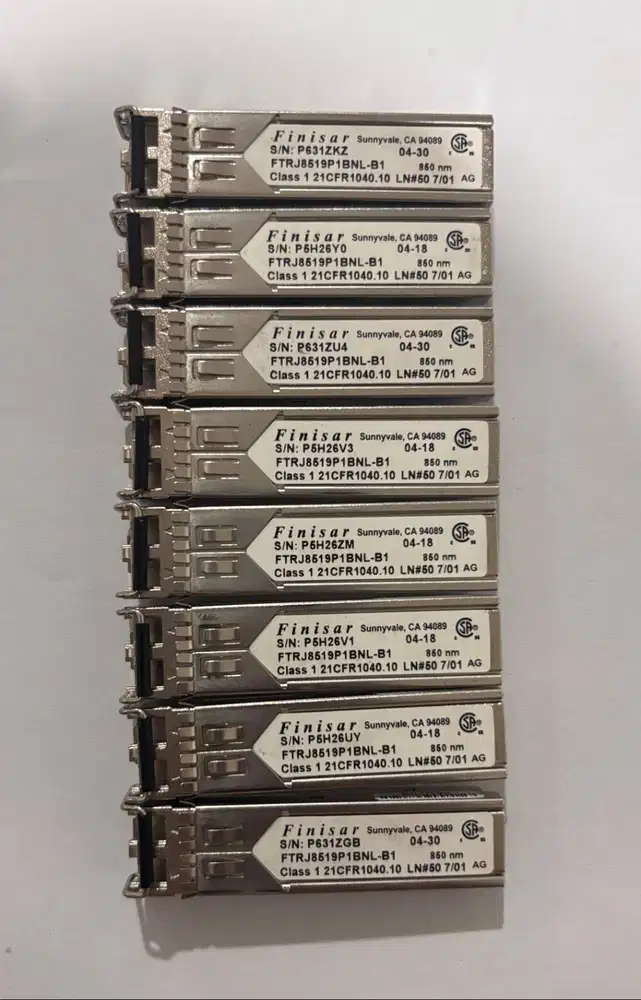 Finisar Sunnyvale, CA 94089
S/N: P631ZKZ 04-30
FTRJ8519P1BNL-B1 850 nm
Class 1 21CFR1040.10 LN#50 7/01 AG
Finisar Sunnyvale, CA 94089
S/N: P5H26Y0 04-18
FTRJ8519P1BNL-B1 850 nm
Class 1 21CFR1040.10 LN#50 7/01 AG
Finisar Sunnyvale, CA 94089
S/N: P631ZU4 04-30
FTRJ8519P1BNL-B1 850 nm
Class 1 21CFR1040.10 LN#50 7/01 AG
Finisar Sunnyvale, CA 94089
S/N: P5H26V3 04-18
FTRJ8519P1BNL-B1 850 nm
Class 1 21CFR1040.10 LN#50 7/01 AG
Finisar Sunnyvale, CA 94089
S/N: P5H26ZM 04-18
FTRJ8519P1BNL-B1 850 nm
Class 1 21CFR1040.10 LN#50 7/01 AG
Finisar Sunnyvale, CA 94089
S/N: P5H26V1 04-18
FTRJ8519P1BNL-B1 850 nm
Class 1 21CFR1040.10 LN#50 7/01 AG
Finisar Sunnyvale, CA 94089
S/N: P5H26UY 04-18
FTRJ8519P1BNL-B1 850 nm
Class 1 21CFR1040.10 LN#50 7/01 AG
Finisar Sunnyvale, CA 94089
S/N: P631ZGB 04-30
FTRJ8519P1BNL-B1 850 nm
Class 1 21CFR1040.10 LN#50 7/01 AG